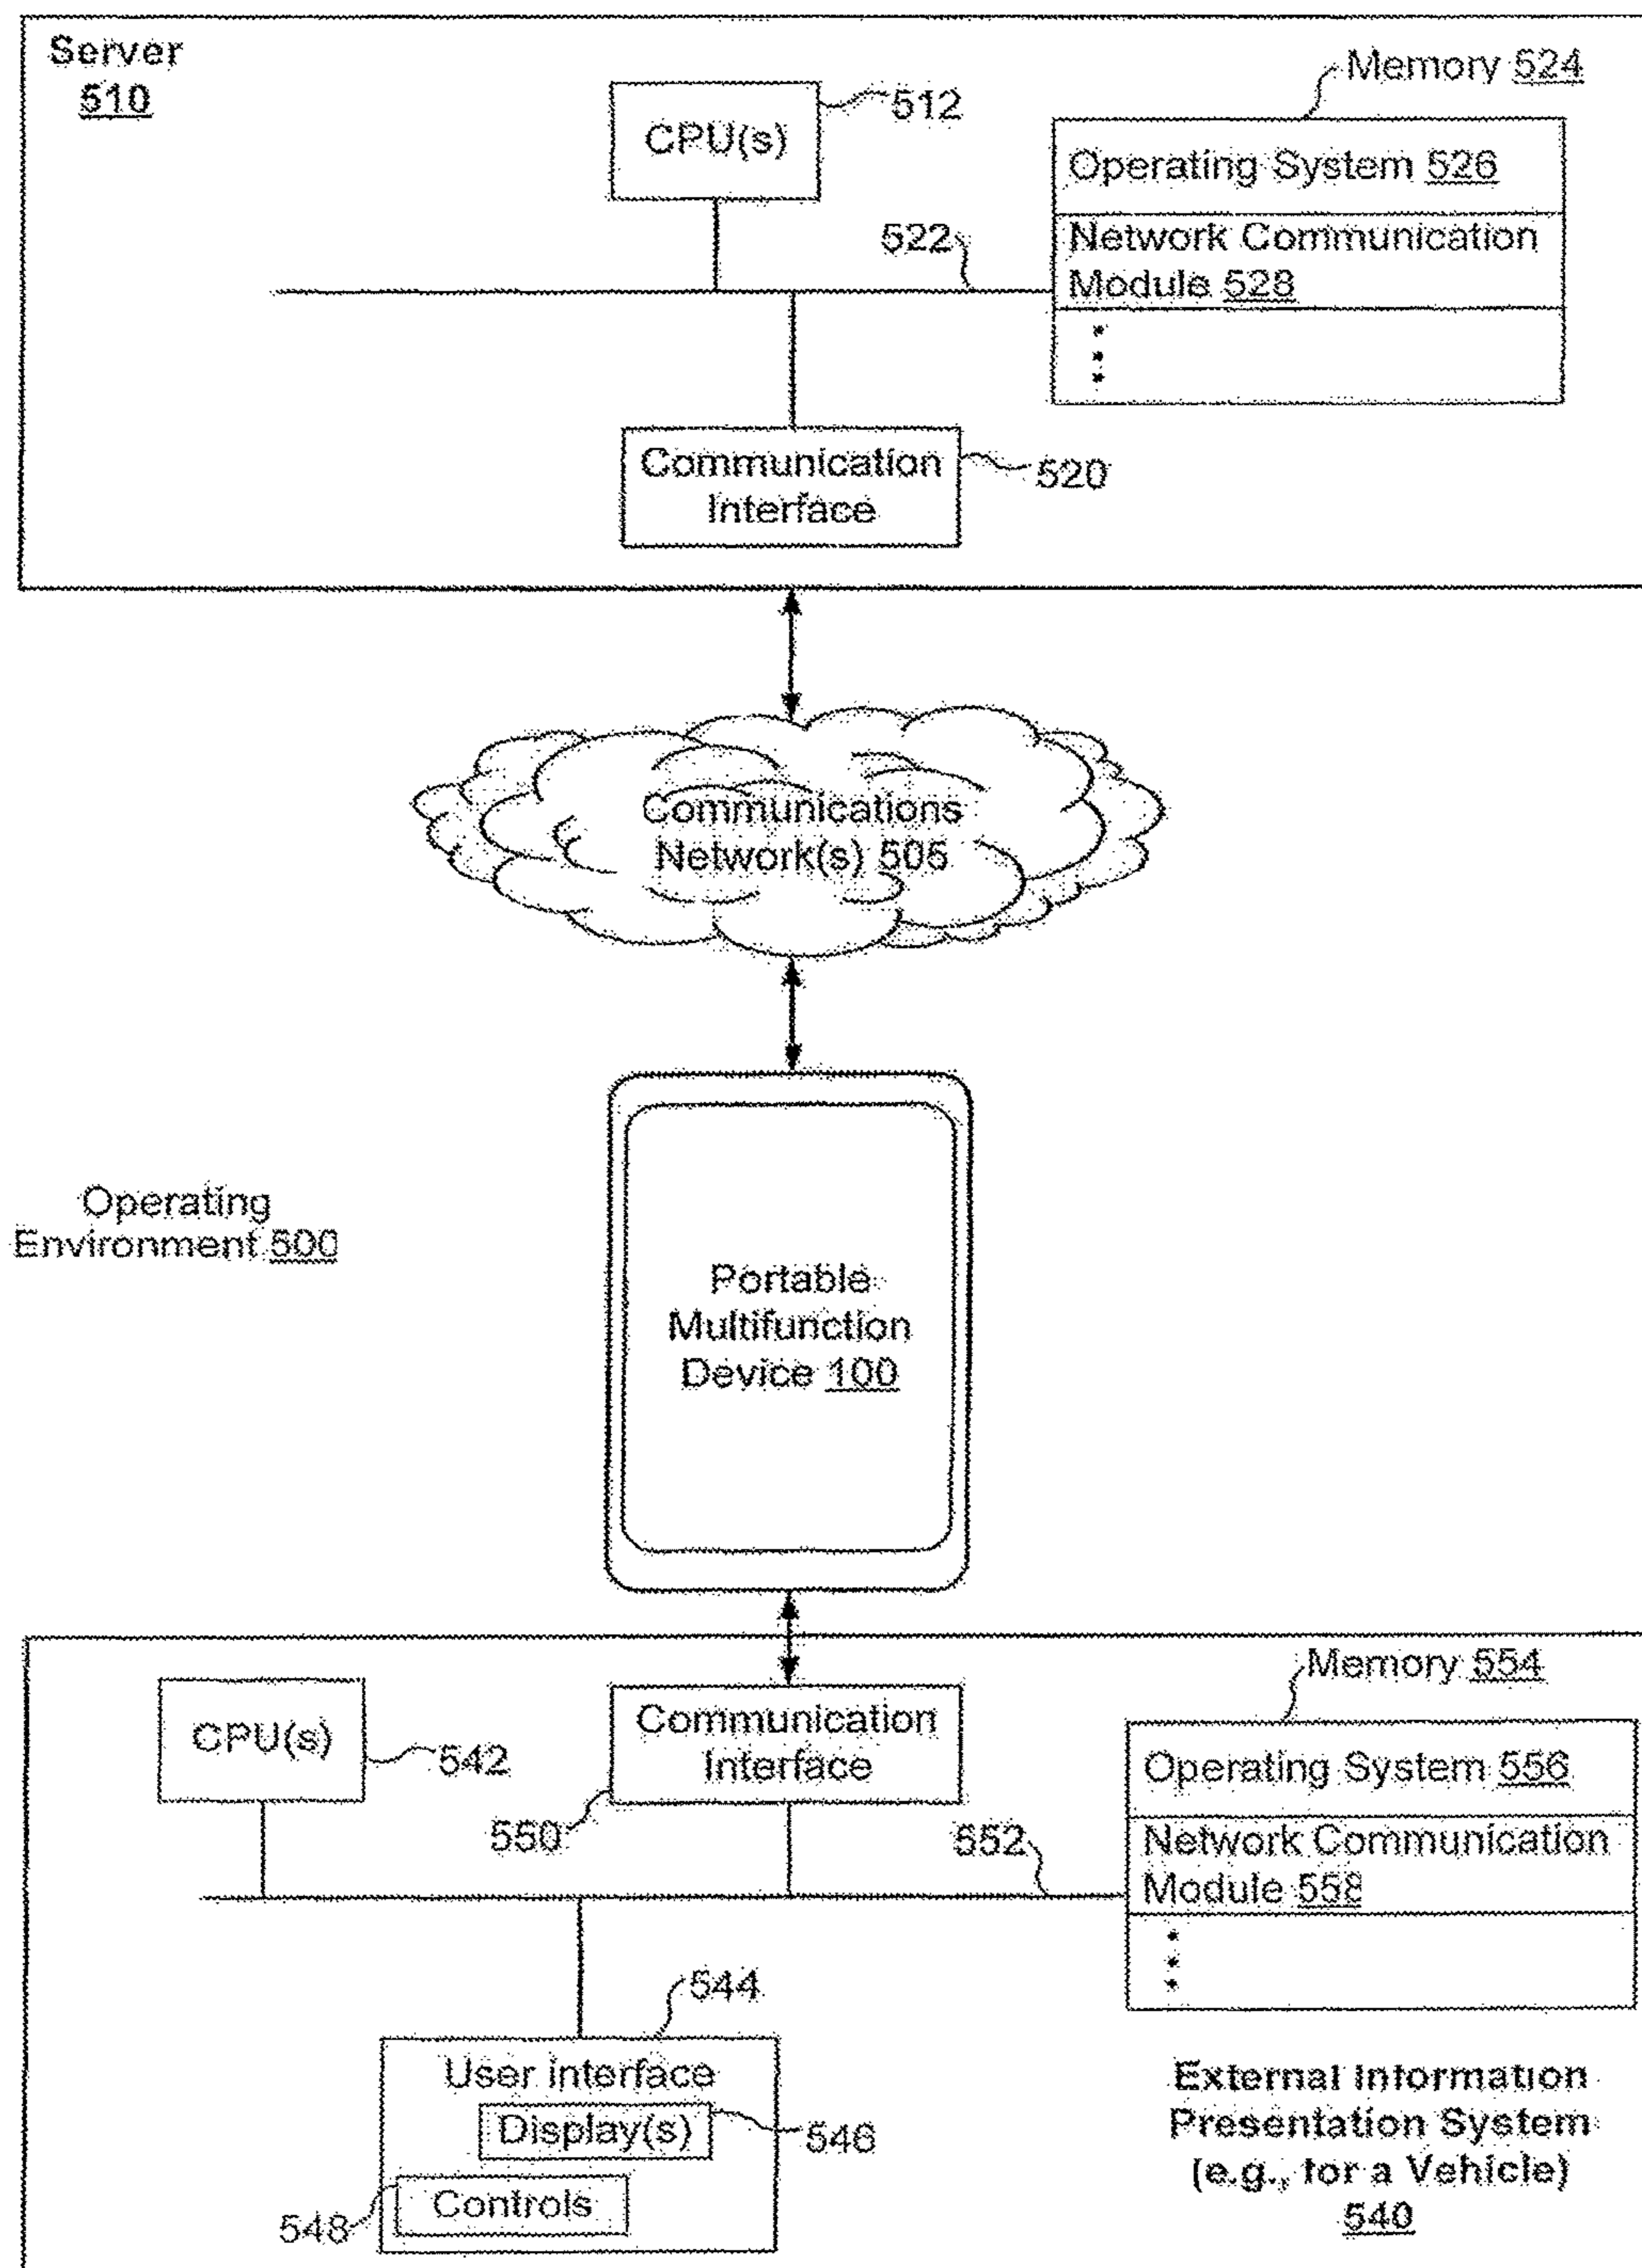 Server
510
Memory 524
512
CPU(s)
Operating System 526
522
Network Communication
Module 528
Communication
Interface
520
Communications
Network(s) 505
Operating
Environment 500
Portable
Multifunction
Device 100
Memory 554
CPU(s)
542
Communication
Interface
550
Operating System 556
552
Network Communication
Module 558
544
User interface
Display(s)
546
Controls
548
External Information
Presentation System
(e.g., for a Vehicle)
540